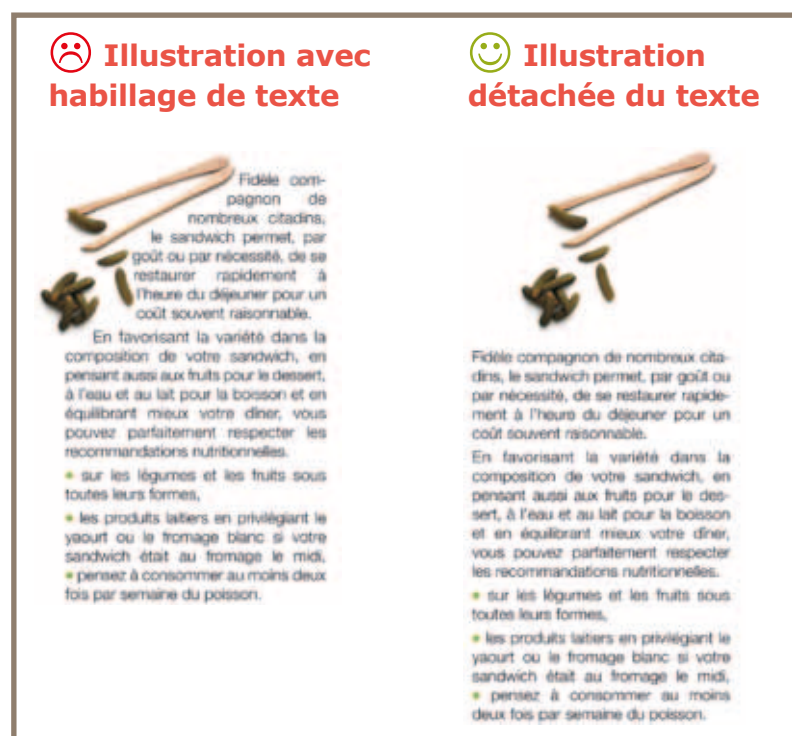 Illustration avec
habillage de texte
Fidèle com-
pagnon de
nombreux citadins,
le sandwich permet, par
goût ou par nécessité, de se
restaurer rapidement à
l'heure du déjeuner pour un
coût souvent raisonnable.
En favorisant la variété dans la
composition de votre sandwich, en
pensant aussi aux fruits pour le dessert,
à l'eau et au lait pour la boisson et en
équilibrant mieux votre dîner, vous
pouvez parfaitement respecter les
recommandations nutritionnelles.
• sur les légumes et les fruits sous
toutes leurs formes,
• les produits laitiers en privilégiant le
yaourt ou le fromage blanc si votre
sandwich était au fromage le midi,
• pensez à consommer au moins deux
fois par semaine du poisson.
Illustration
détachée du texte
Fidèle compagnon de nombreux cita-
dins, le sandwich permet, par goût ou
par nécessité, de se restaurer rapide-
ment à l'heure du déjeuner pour un
coût souvent raisonnable.
En favorisant la variété dans la
composition de votre sandwich, en
pensant aussi aux fruits pour le des-
sert, à l'eau et au lait pour la boisson
et en équilibrant mieux votre dîner,
vous pouvez parfaitement respecter
les recommandations nutritionnelles.
• sur les légumes et les fruits sous
toutes leurs formes,
• les produits laitiers en privilégiant le
yaourt ou le fromage blanc si votre
sandwich était au fromage le midi,
• pensez à consommer au moins
deux fois par semaine du poisson.